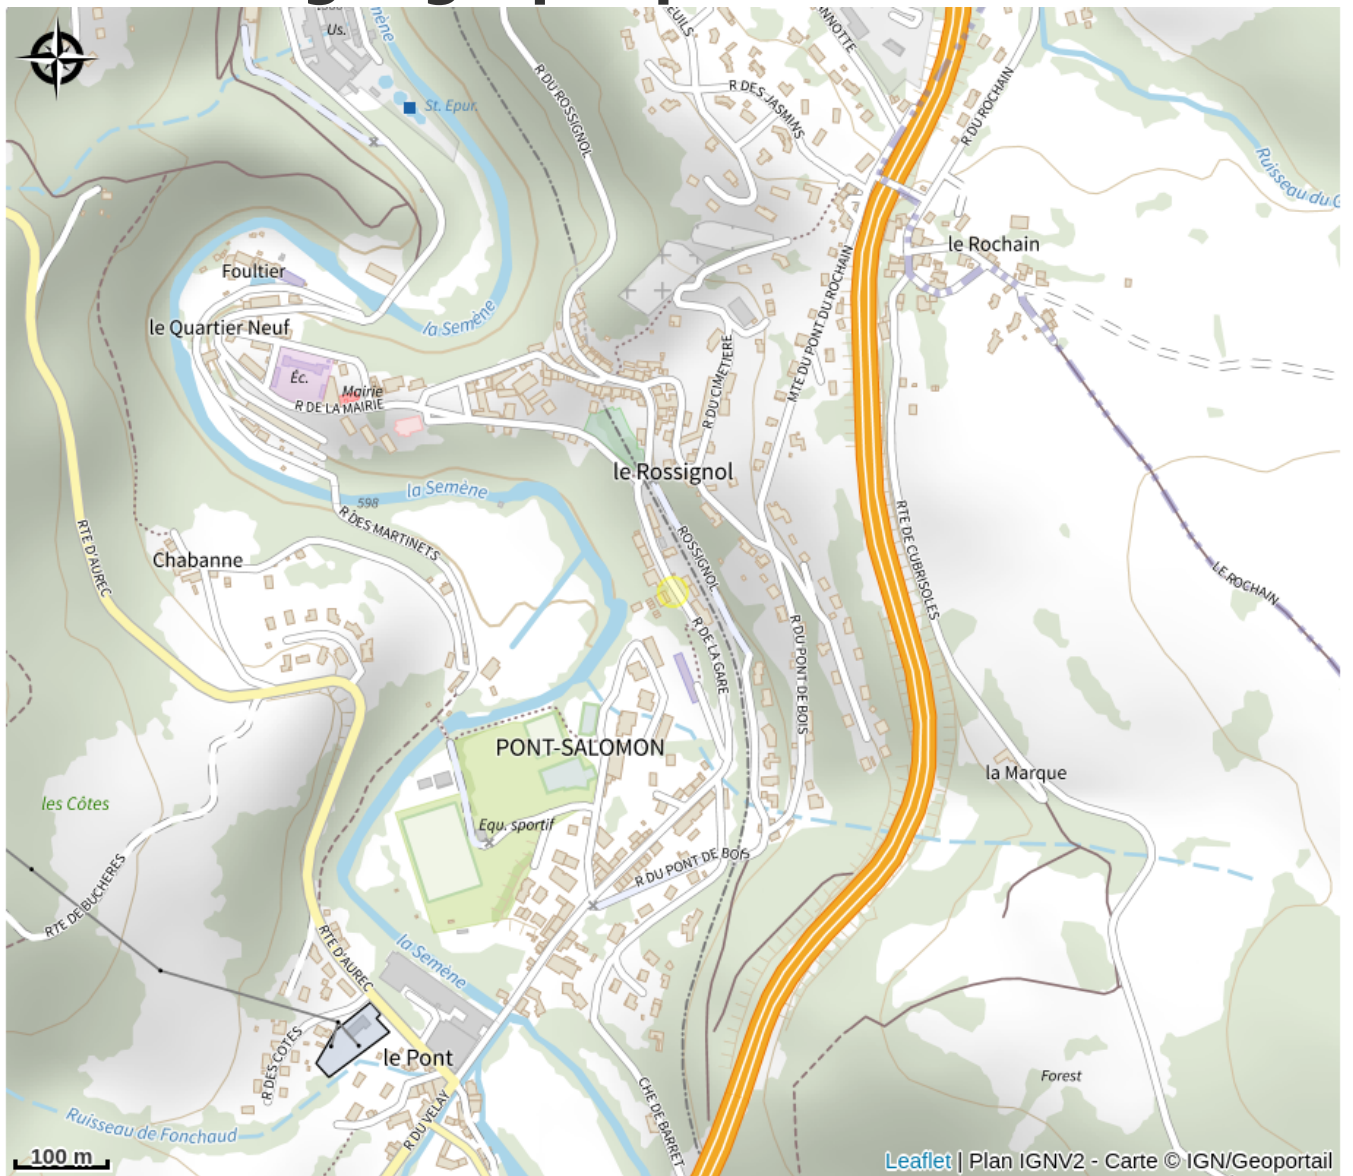 Us.
mène
St. Epur.
R DU ROSSIGNOL
EUILS
ANNOTTE
R DES JASMINS
R DU ROCHAIN
Ruisseau du G
le Rochain
Foultier
la Semène
le Quartier Neuf
MTE DU PONT DU ROCHAIN
Éc.
Mairie
R DE LA MAIRIE
R DU CIMETIERE
le Rossignol
la Semène
598
R DES MARTINETS
RTE D'AUREC
Chabanne
ROSSIGNOL
RTE DE CUBRISOLES
LE ROCHAIN
R DE LA GARE
R DU PONT DE BOIS
PONT-SALOMON
la Marque
les Côtes
Equ. sportif
R DU PONT DE BOIS
RTE DE BUCHERES
RTE D'AUREC
la Semène
R DES COTES
le Pont
Forest
CHE DE BARRET
Ruisseau de Fonchaud
R DU VELAY
100 m
Leaflet | Plan IGNV2 - Carte © IGN/Geoportail